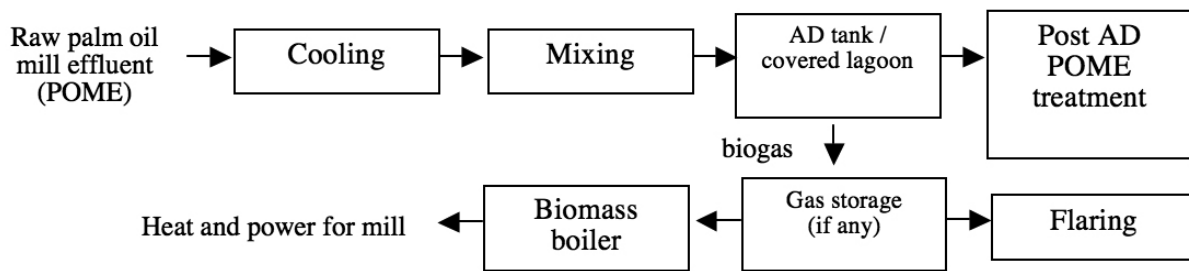 Raw palm oil
mill effluent
(POME)
Cooling
Mixing
AD tank /
covered lagoon
Post AD
POME
treatment
biogas
Heat and power for mill
Biomass
boiler
Gas storage
(if any)
Flaring